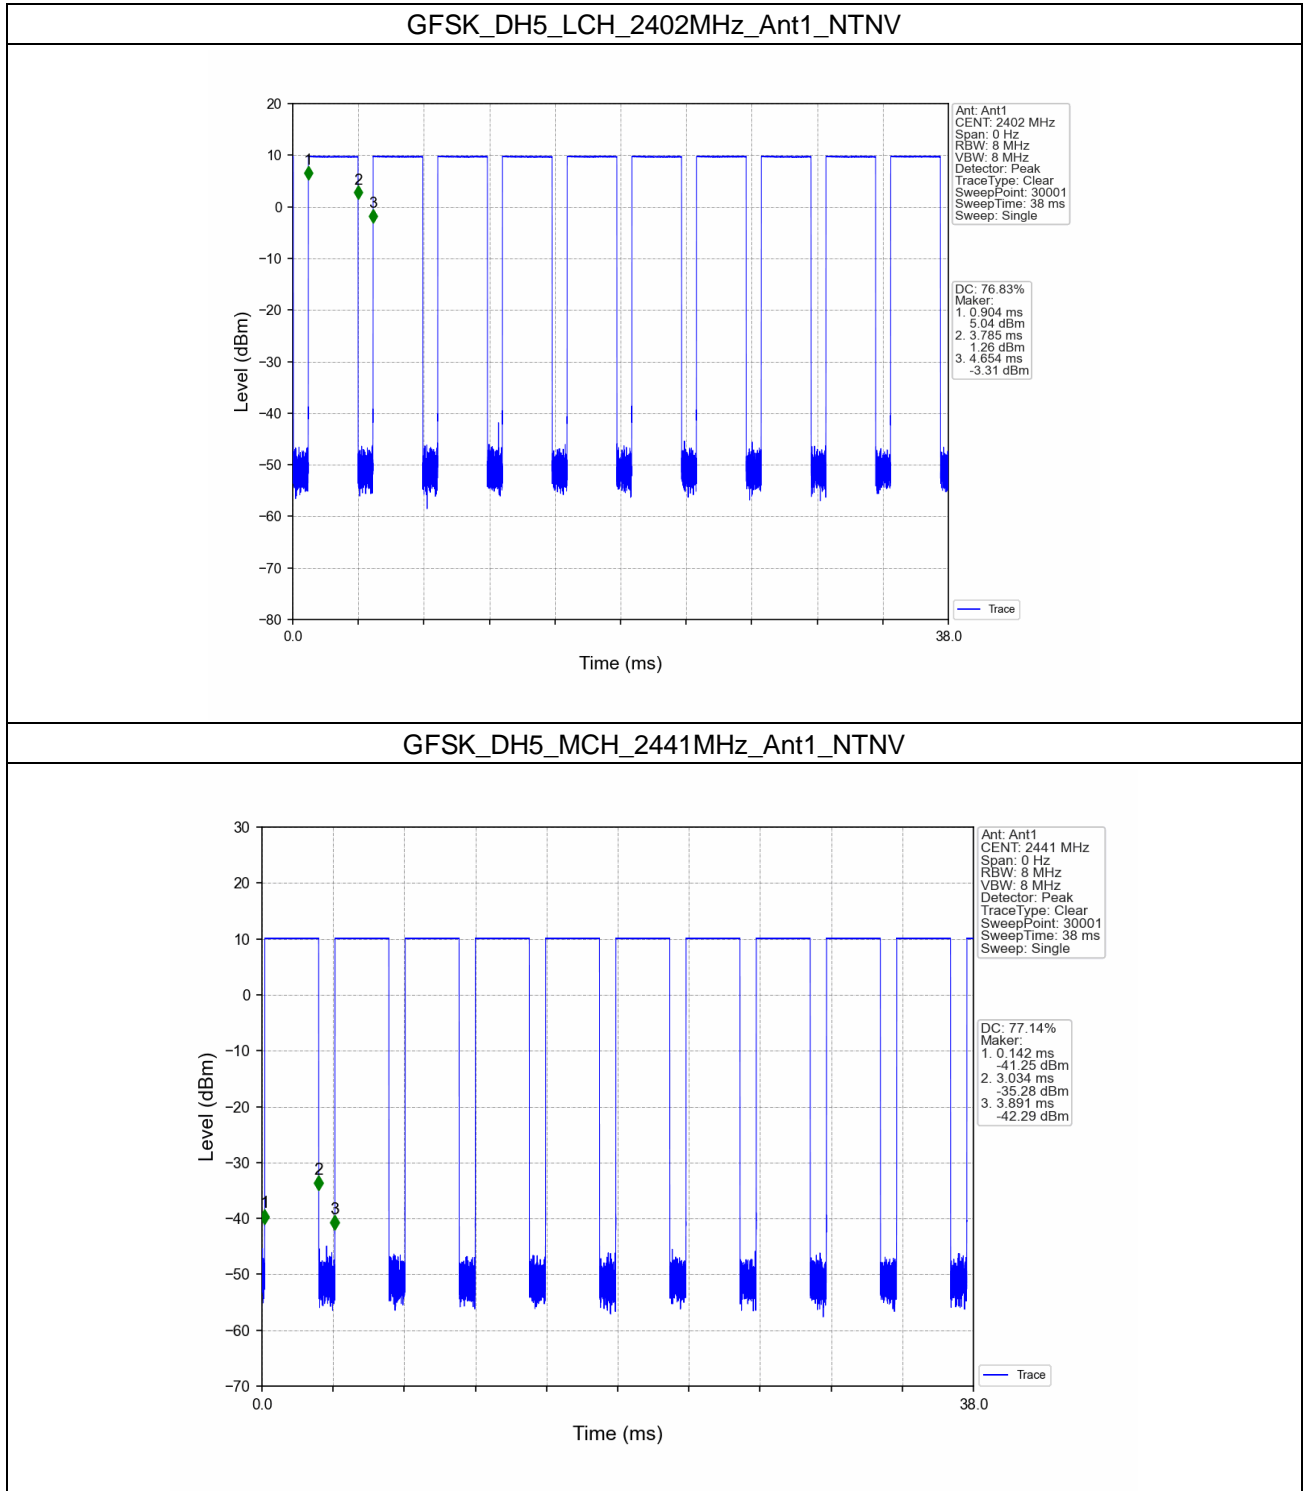 GFSK_DH5_LCH_2402MHz_Ant1_NTNV
20
10
0
−10
−20
−30
−40
−50
−60
−70
−80
Level (dBm)
1
2
3
0.0
38.0
Time (ms)
Ant: Ant1
CENT: 2402 MHz
Span: 0 Hz
RBW: 8 MHz
VBW: 8 MHz
Detector: Peak
TraceType: Clear
SweepPoint: 30001
SweepTime: 38 ms
Sweep: Single
DC: 76.83%
Maker:
1. 0.904 ms
5.04 dBm
2. 3.785 ms
1.26 dBm
3. 4.654 ms
-3.31 dBm
Trace
GFSK_DH5_MCH_2441MHz_Ant1_NTNV
30
20
10
0
−10
−20
−30
−40
−50
−60
−70
Level (dBm)
1
2
3
0.0
38.0
Time (ms)
Ant: Ant1
CENT: 2441 MHz
Span: 0 Hz
RBW: 8 MHz
VBW: 8 MHz
Detector: Peak
TraceType: Clear
SweepPoint: 30001
SweepTime: 38 ms
Sweep: Single
DC: 77.14%
Maker:
1. 0.142 ms
-41.25 dBm
2. 3.034 ms
-35.28 dBm
3. 3.891 ms
-42.29 dBm
Trace